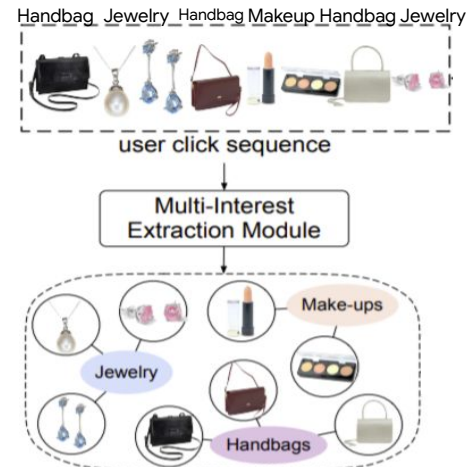 Handbag Jewelry Handbag Makeup Handbag Jewelry
user click sequence
Multi-Interest
Extraction Module
Make-ups
Jewelry
Handbags